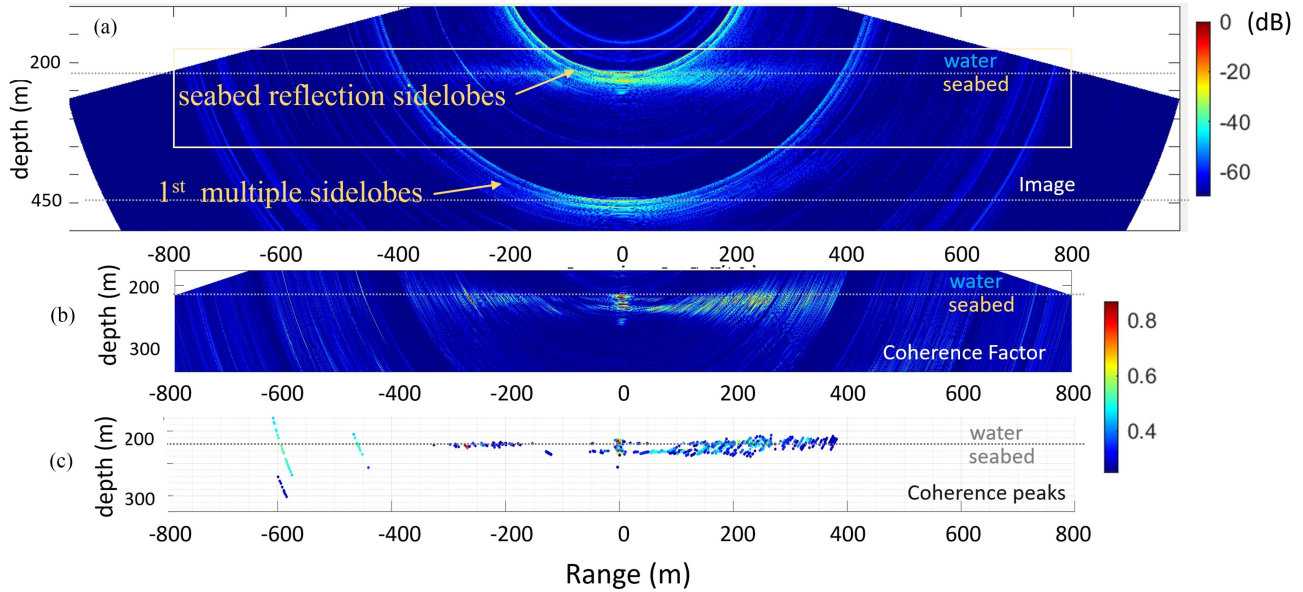 (a)
0
(dB)
-20
-40
-60
depth (m)
200
450
water
seabed
seabed reflection sidelobes
1st multiple sidelobes
Image
-800 -600 -400 -200 0 200 400 600 800
(b)
depth (m)
200
300
water
seabed
Coherence Factor
0.8
0.6
0.4
-800 -600 -400 -200 0 200 400 600 800
(c)
depth (m)
200
300
water
seabed
Coherence peaks
-800 -600 -400 -200 0 200 400 600 800
Range (m)